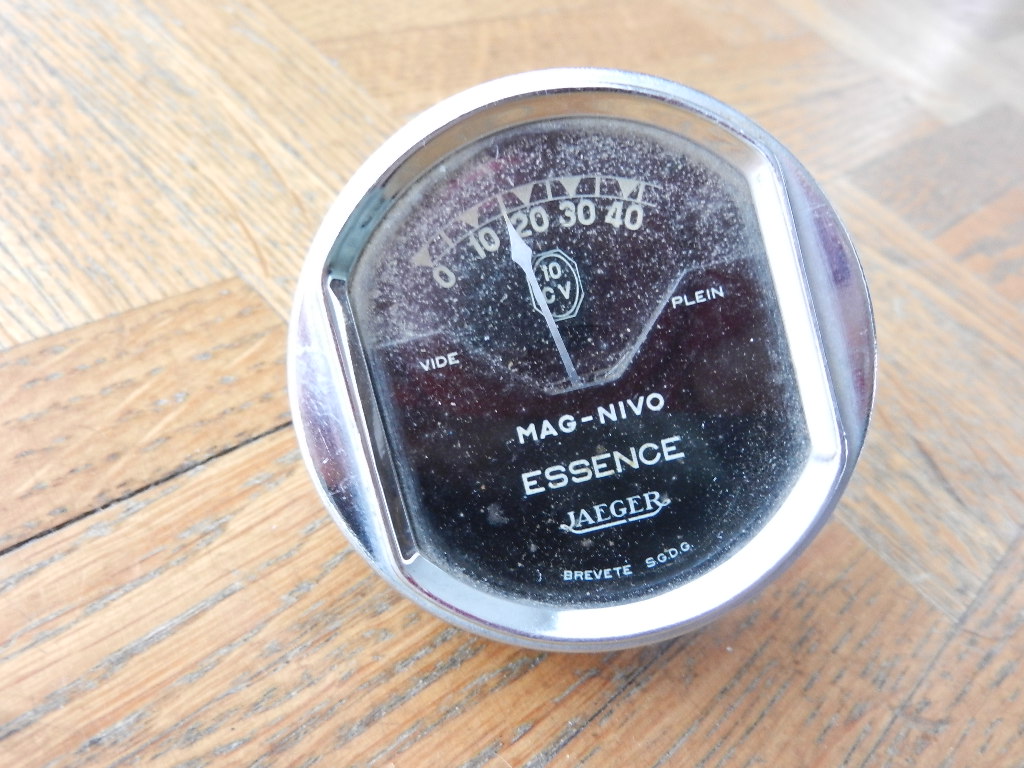 0 10 20 30 40
10
CV
VIDE PLEIN
MAG-NIVO
ESSENCE
JAEGER
BREVETE S.G.D.G.